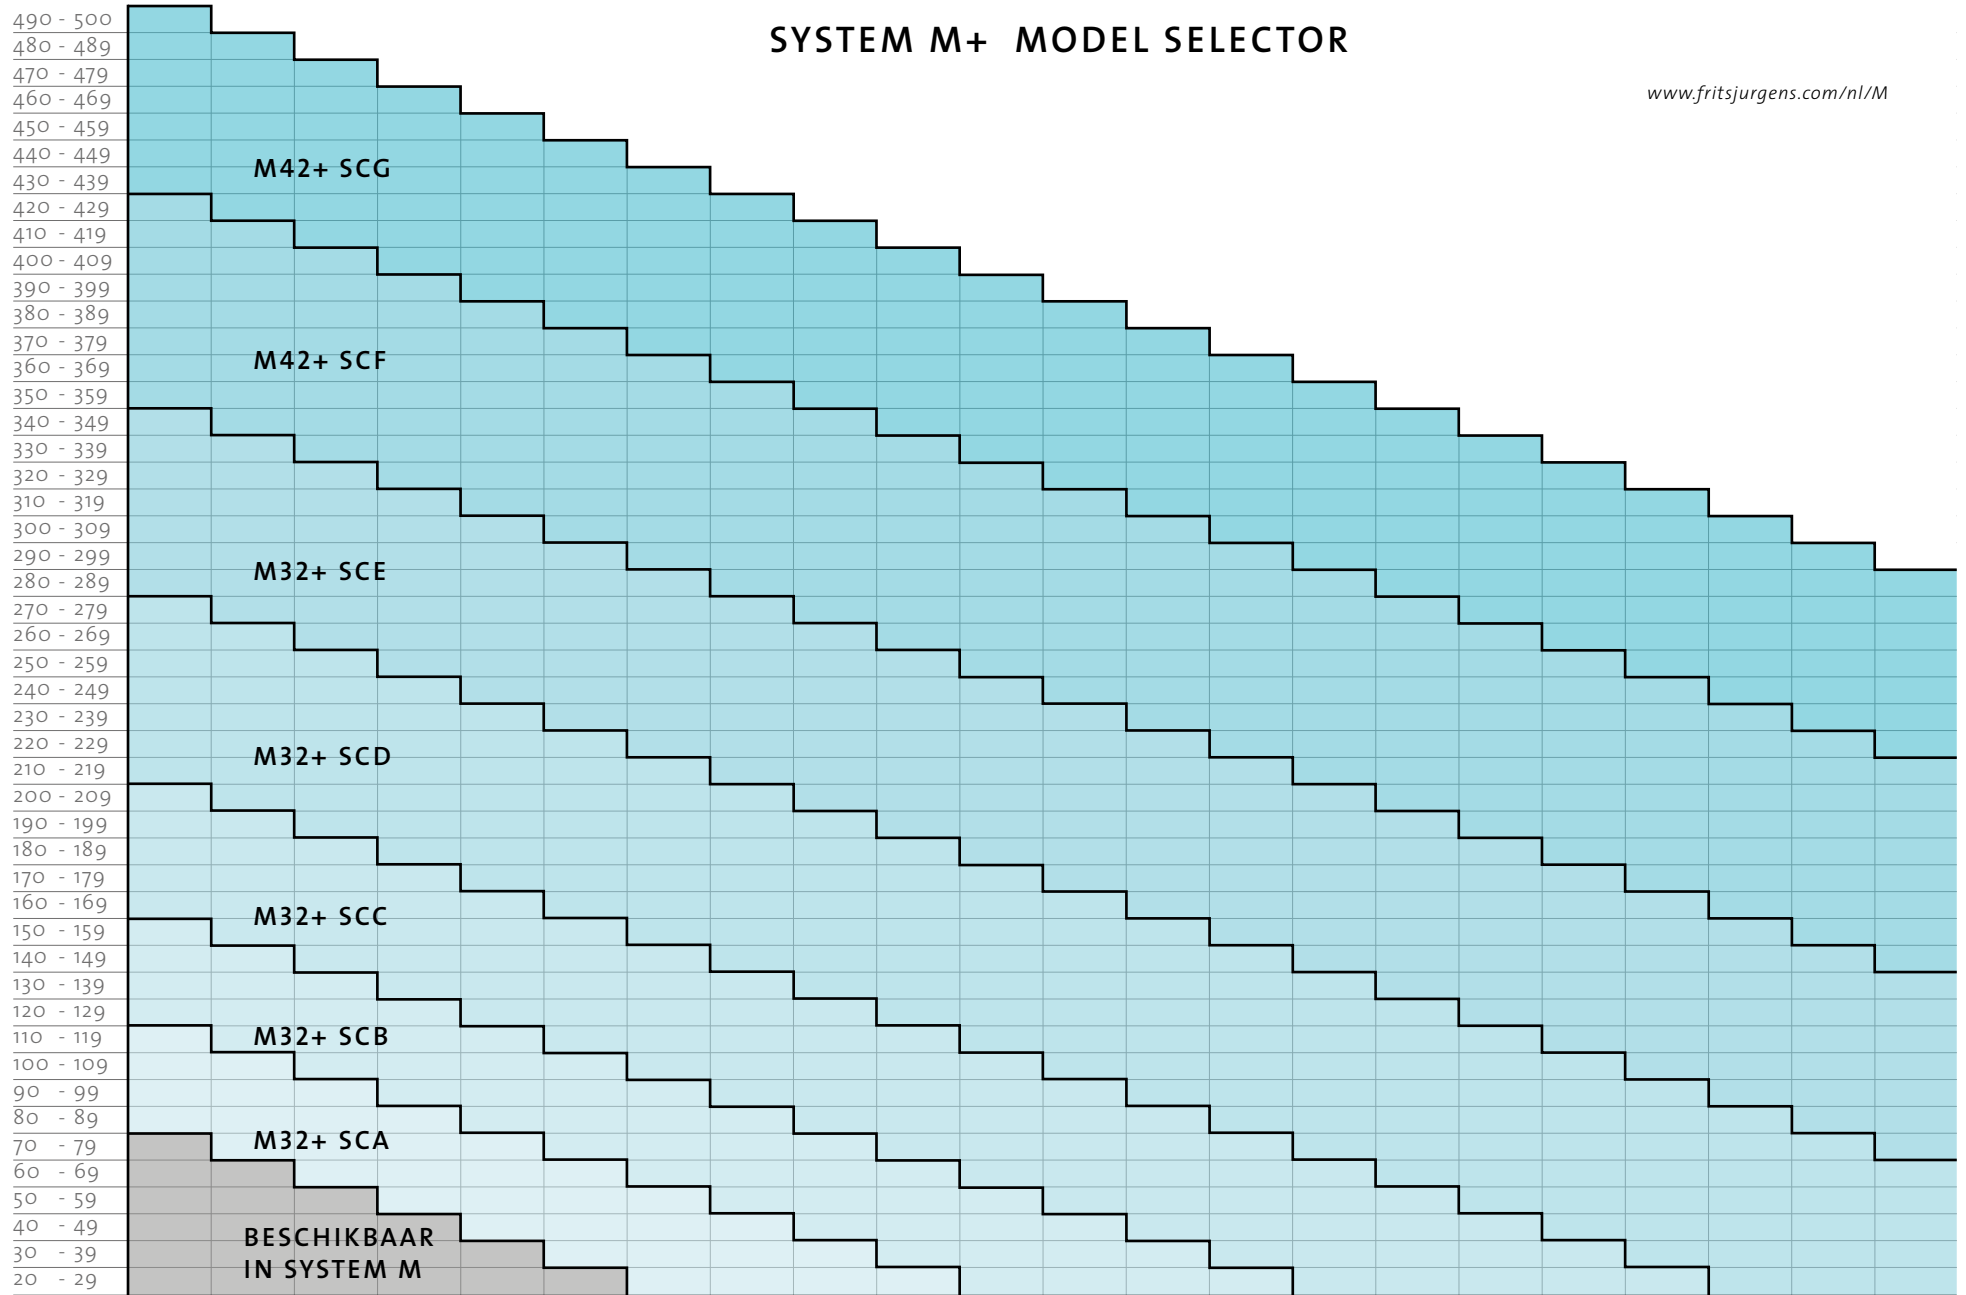 SYSTEM M+ MODEL SELECTOR
www.fritsjurgens.com/nl/M
490 - 500
480 - 489
470 - 479
460 - 469
450 - 459
440 - 449
430 - 439
420 - 429
410 - 419
400 - 409
390 - 399
380 - 389
370 - 379
360 - 369
350 - 359
340 - 349
330 - 339
320 - 329
310 - 319
300 - 309
290 - 299
280 - 289
270 - 279
260 - 269
250 - 259
240 - 249
230 - 239
220 - 229
210 - 219
200 - 209
190 - 199
180 - 189
170 - 179
160 - 169
150 - 159
140 - 149
130 - 139
120 - 129
110 - 119
100 - 109
90 - 99
80 - 89
70 - 79
60 - 69
50 - 59
40 - 49
30 - 39
20 - 29
M42+ SCG
M42+ SCF
M32+ SCE
M32+ SCD
M32+ SCC
M32+ SCB
M32+ SCA
BESCHIKBAAR
IN SYSTEM M